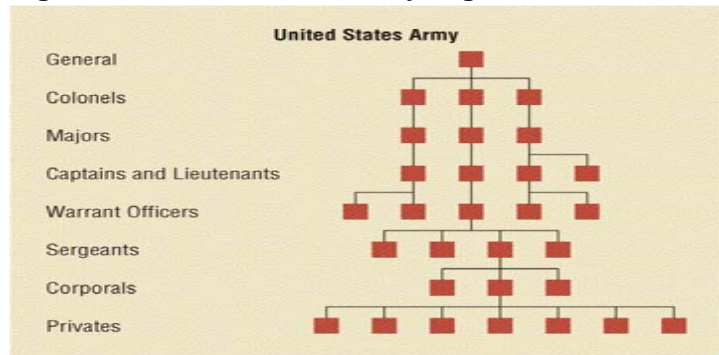 United States Army
General
Colonels
Majors
Captains and Lieutenants
Warrant Officers
Sergeants
Corporals
Privates